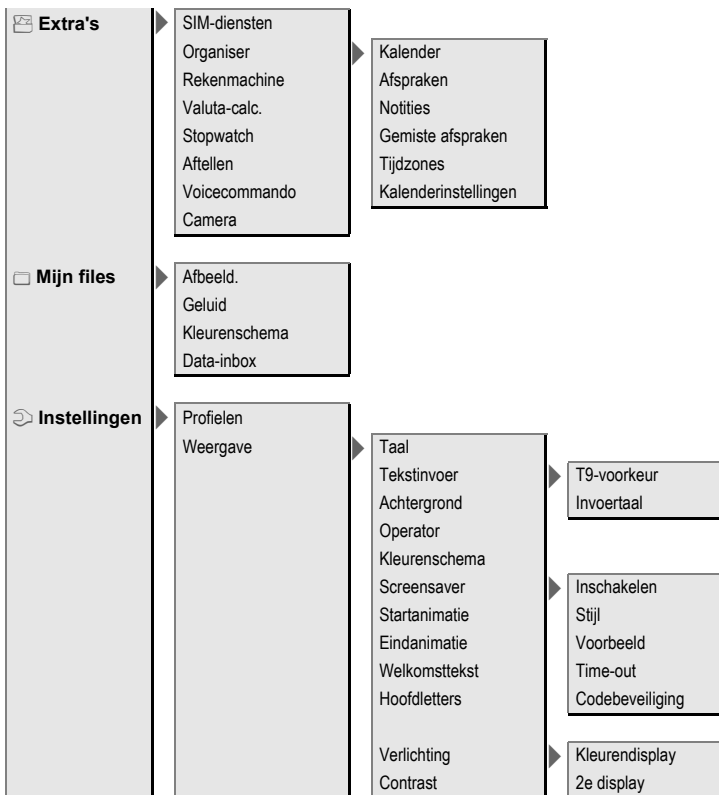 Extra's
SIM-diensten
Organiser
Rekenmachine
Valuta-calc.
Stopwatch
Aftellen
Voicecommando
Camera
Kalender
Afspraken
Notities
Gemiste afspraken
Tijdzones
Kalenderinstellingen
Mijn files
Afbeeld.
Geluid
Kleurenschema
Data-inbox
Instellingen
Profielen
Weergave
Taal
Tekstinvoer
Achtergrond
Operator
Kleurenschema
Screensaver
Startanimatie
Eindanimatie
Welkomsttekst
Hoofdletters
Verlichting
Contrast
T9-voorkeur
Invoertaal
Inschakelen
Stijl
Voorbeeld
Time-out
Codebeveiliging
Kleurendisplay
2e display